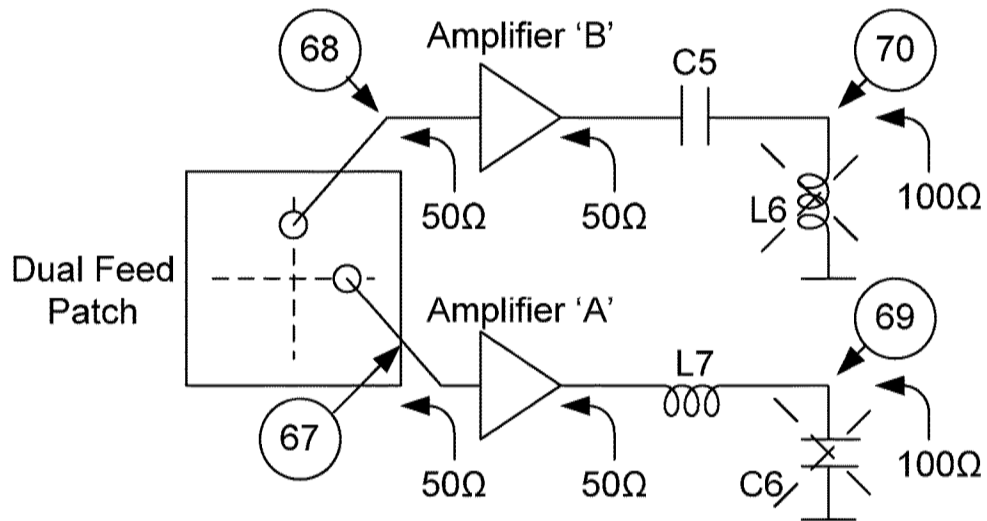 Amplifier ‘B’
68
C5
70
50Ω
50Ω
L6
100Ω
Dual Feed
Patch
Amplifier ‘A’
69
L7
67
50Ω
50Ω
C6
100Ω